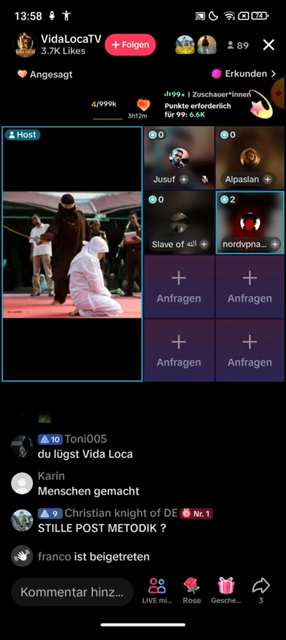 13:58
74
VidaLocaTV
3.7K Likes
+ Folgen
89
Angesagt
Erkunden >
4/999k
3h12m
99+ | Zuschauer*innen
Punkte erforderlich
für 99: 6.6K
Host
0
Jusuf
0
Alpaslan
0
Slave of الله
2
nordvpna...
Anfragen
Anfragen
Anfragen
Anfragen
10 Toni005
du lügst Vida Loca
Karin
Menschen gemacht
9 Christian knight of DE Nr. 1
STILLE POST METODIK ?
franco ist beigetreten
Kommentar hinz...
LIVE mi...
Rose
Gesche...
3